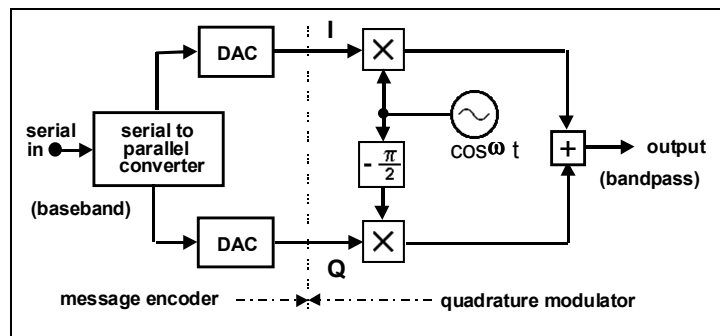 I
DAC
×
serial in
serial to parallel converter
cosω t
- π/2
+
output
(baseband)
(bandpass)
DAC
×
Q
message encoder
quadrature modulator